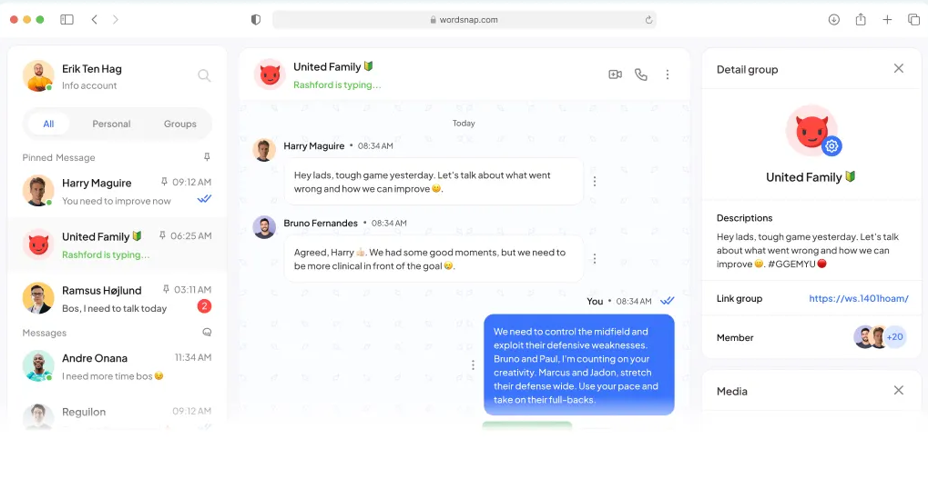 wordsnap.com
Erik Ten Hag
Info account
All Personal Groups
Pinned Message
Harry Maguire 09:12 AM
You need to improve now
United Family 🔰 06:25 AM
Rashford is typing...
Ramsus Højlund 03:11 AM
Bos, I need to talk today 2
Messages
Andre Onana 11:34 AM
I need more time bos😄
Reguilon 09:12 AM
United Family 🔰
Rashford is typing...
Today
Harry Maguire • 08:34 AM
Hey lads, tough game yesterday. Let's talk about what went
wrong and how we can improve 😄.
Bruno Fernandes • 08:34 AM
Agreed, Harry 👍🏻. We had some good moments, but we need to
be more clinical in front of the goal 😄.
You • 08:34 AM
We need to control the midfield and
exploit their defensive weaknesses.
Bruno and Paul, I'm counting on your
creativity. Marcus and Jadon, stretch
their defense wide. Use your pace and
take on their full-backs.
Detail group
United Family 🔰
Descriptions
Hey lads, tough game yesterday. Let's talk
about what went wrong and how we can
improve 😄. #GGEMYU🔴
Link group https://ws.1401hoam/
Member +20
Media